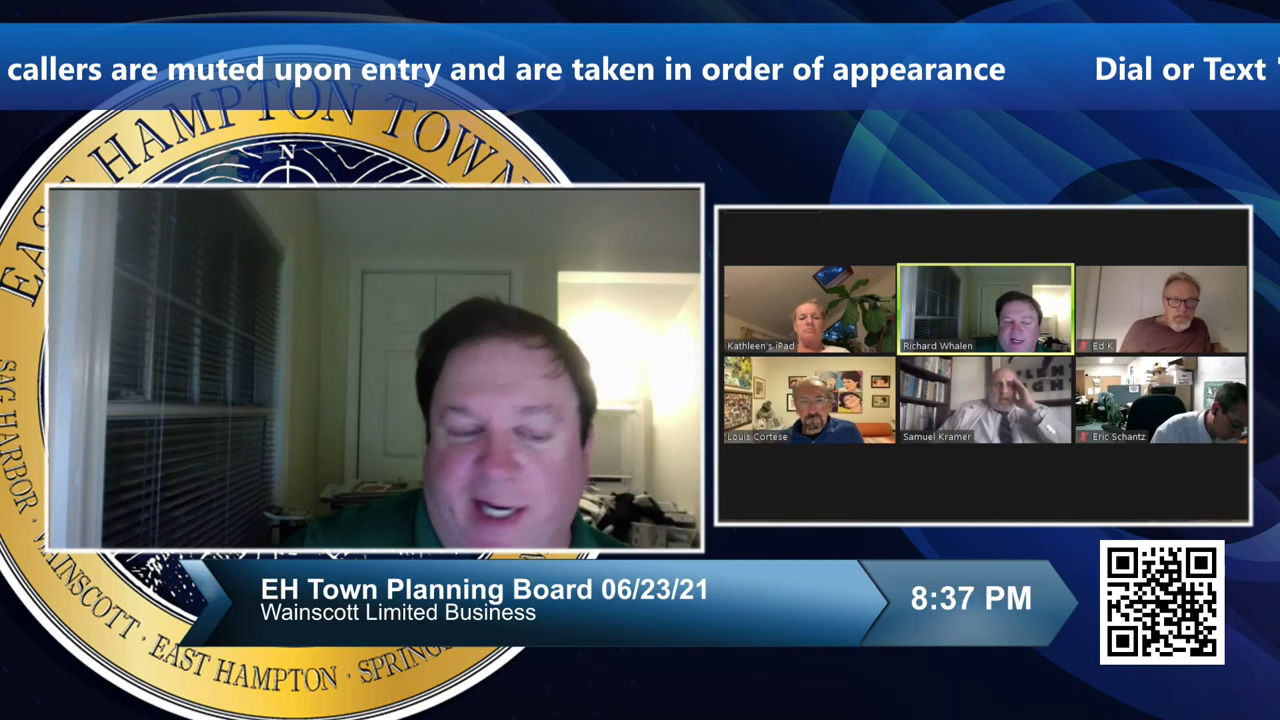 callers are muted upon entry and are taken in order of appearance Dial or Text
EAST HAMPTON TOWN
N
Kathleen's iPad
Richard Whalen
Ed K
Louis Cortese
Samuel Kramer
Eric Schantz
SAG HARBOR · WAINSCOTT · EAST HAMPTON · SPRING
EH Town Planning Board 06/23/21
Wainscott Limited Business
8:37 PM